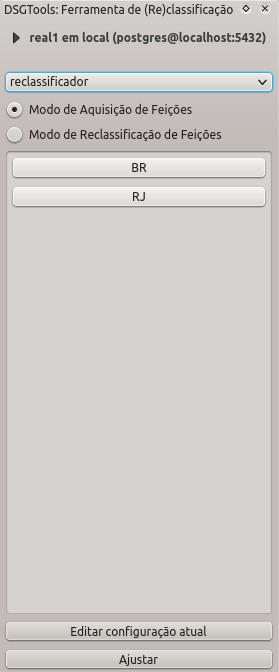 DSGTools: Ferramenta de (Re)classificação
real1 em local (postgres@localhost:5432)
reclassificador
Modo de Aquisição de Feições
Modo de Reclassificação de Feições
BR
RJ
Editar configuração atual
Ajustar